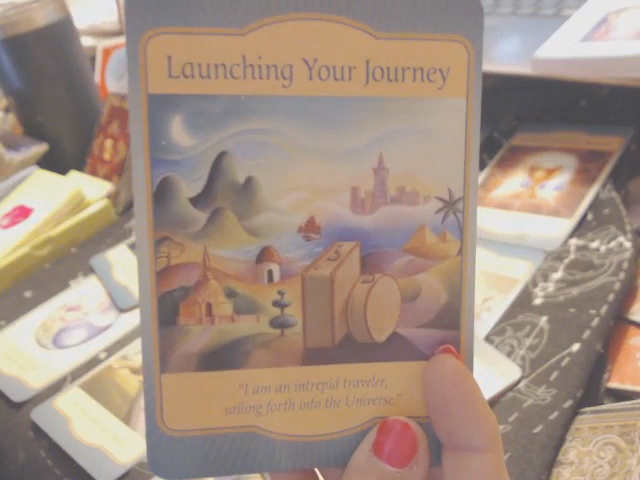 Launching Your Journey
"I am an intrepid traveler,
sailing forth into the Universe."